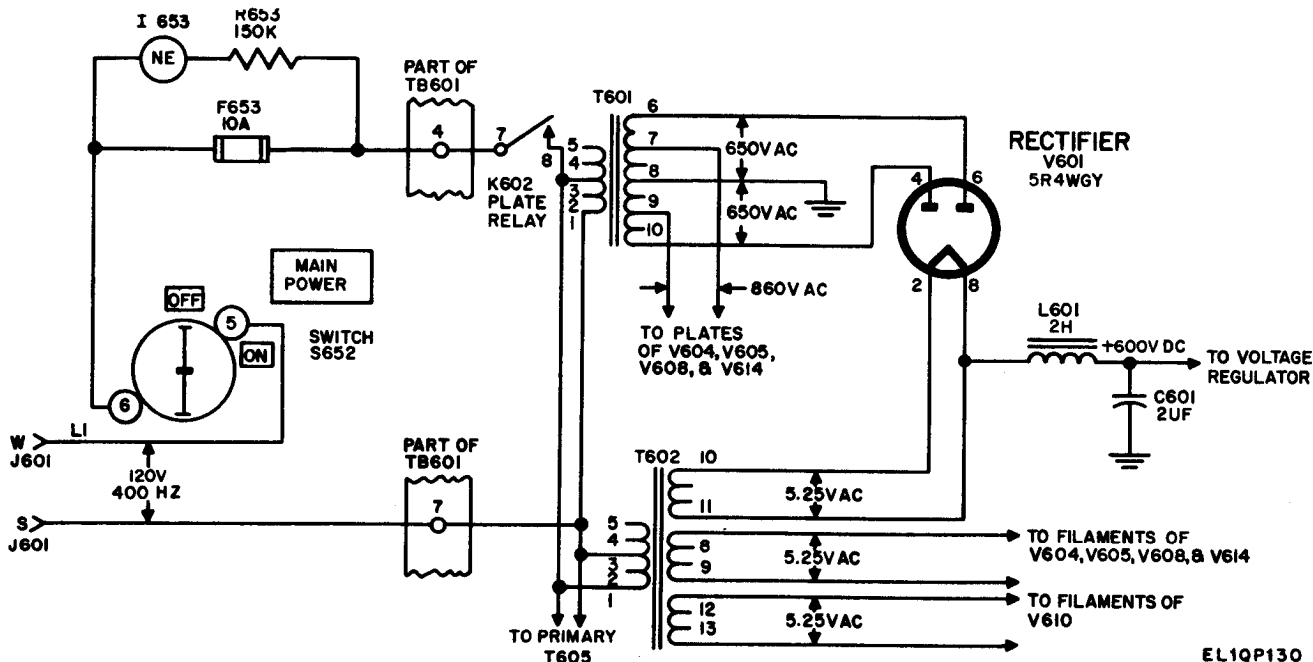 I 653
R653
150K
NE
F653
10A
PART OF
TB601
4
7
8
K602
PLATE
RELAY
5
4
3
2
1
T601
6
7
8
9
10
650V AC
650V AC
860V AC
TO PLATES
OF V604, V605,
V608, & V614
RECTIFIER
V601
5R4WGY
4
6
2
8
L601
2H
+600V DC
TO VOLTAGE
REGULATOR
C601
2UF
MAIN
POWER
OFF
5
ON
SWITCH
S652
6
W
J601
L1
120V
400 HZ
S
J601
PART OF
TB601
7
T602
5
4
3
2
1
10
11
8
9
12
13
5.25VAC
5.25VAC
5.25VAC
TO FILAMENTS OF
V604, V605, V608, & V614
TO FILAMENTS OF
V610
TO PRIMARY
T605
EL1QP130